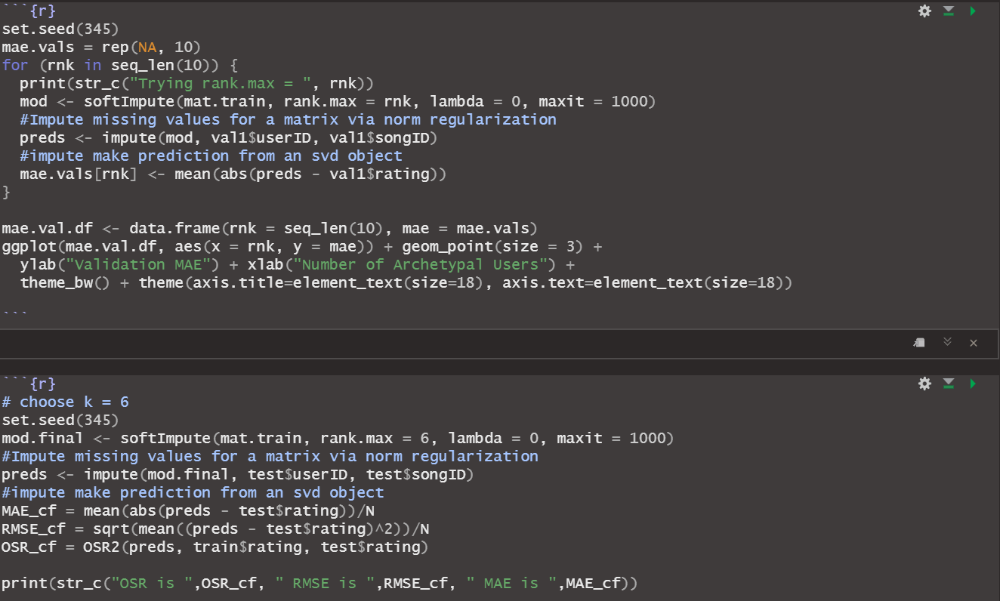 ```{r}
set.seed(345)
mae.vals = rep(NA, 10)
for (rnk in seq_len(10)) {
  print(str_c("Trying rank.max = ", rnk))
  mod <- softImpute(mat.train, rank.max = rnk, lambda = 0, maxit = 1000)
  #Impute missing values for a matrix via norm regularization
  preds <- impute(mod, val1$userID, val1$songID)
  #impute make prediction from an svd object
  mae.vals[rnk] <- mean(abs(preds - val1$rating))
}

mae.val.df <- data.frame(rnk = seq_len(10), mae = mae.vals)
ggplot(mae.val.df, aes(x = rnk, y = mae)) + geom_point(size = 3) +
  ylab("Validation MAE") + xlab("Number of Archetypal Users") +
  theme_bw() + theme(axis.title=element_text(size=18), axis.text=element_text(size=18))

```

```{r}
# choose k = 6
set.seed(345)
mod.final <- softImpute(mat.train, rank.max = 6, lambda = 0, maxit = 1000)
#Impute missing values for a matrix via norm regularization
preds <- impute(mod.final, test$userID, test$songID)
#impute make prediction from an svd object
MAE_cf = mean(abs(preds - test$rating))/N
RMSE_cf = sqrt(mean((preds - test$rating)^2))/N
OSR_cf = OSR2(preds, train$rating, test$rating)

print(str_c("OSR is ",OSR_cf, " RMSE is ",RMSE_cf, " MAE is ",MAE_cf))